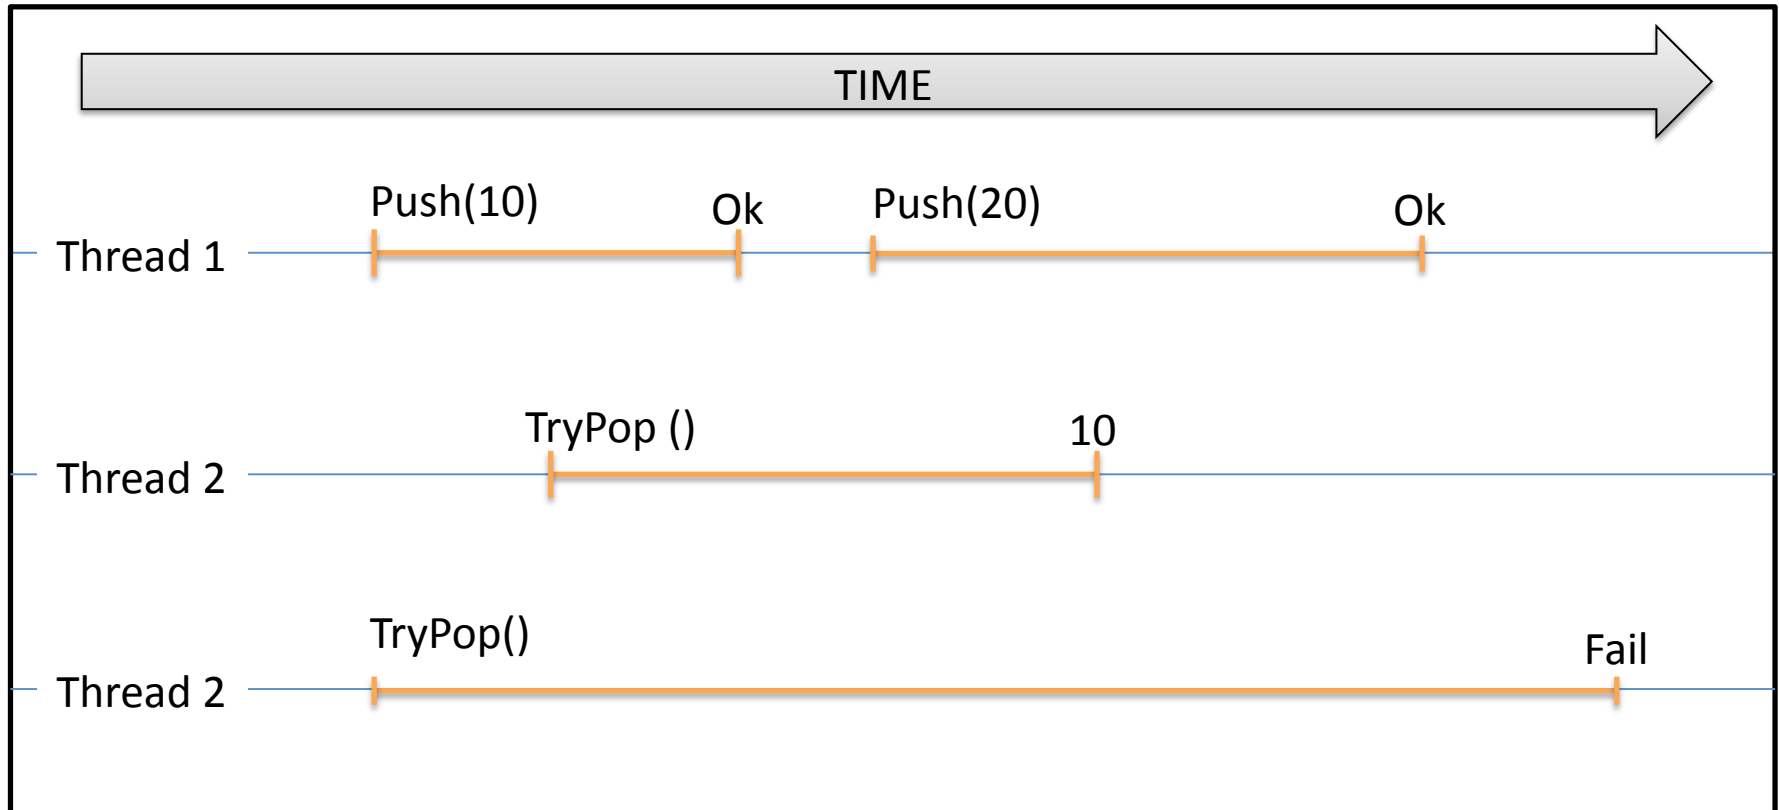 TIME
Push(10)
Ok
Push(20)
Ok
Thread 1
TryPop ()
10
Thread 2
TryPop()
Fail
Thread 2